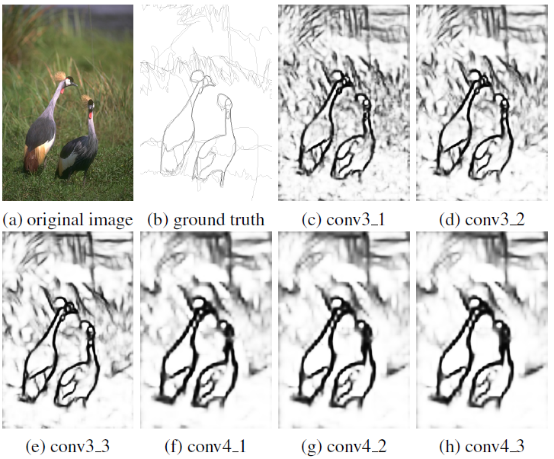 (a) original image (b) ground truth (c) conv3_1 (d) conv3_2
(e) conv3_3 (f) conv4_1 (g) conv4_2 (h) conv4_3